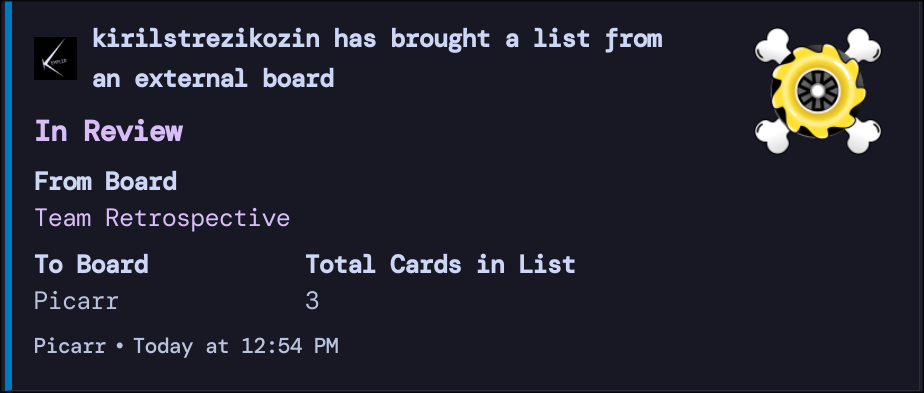 kirilstrezikozin has brought a list from
an external board
In Review
From Board
Team Retrospective
To Board
Total Cards in List
Picarr
3
Picarr • Today at 12:54 PM